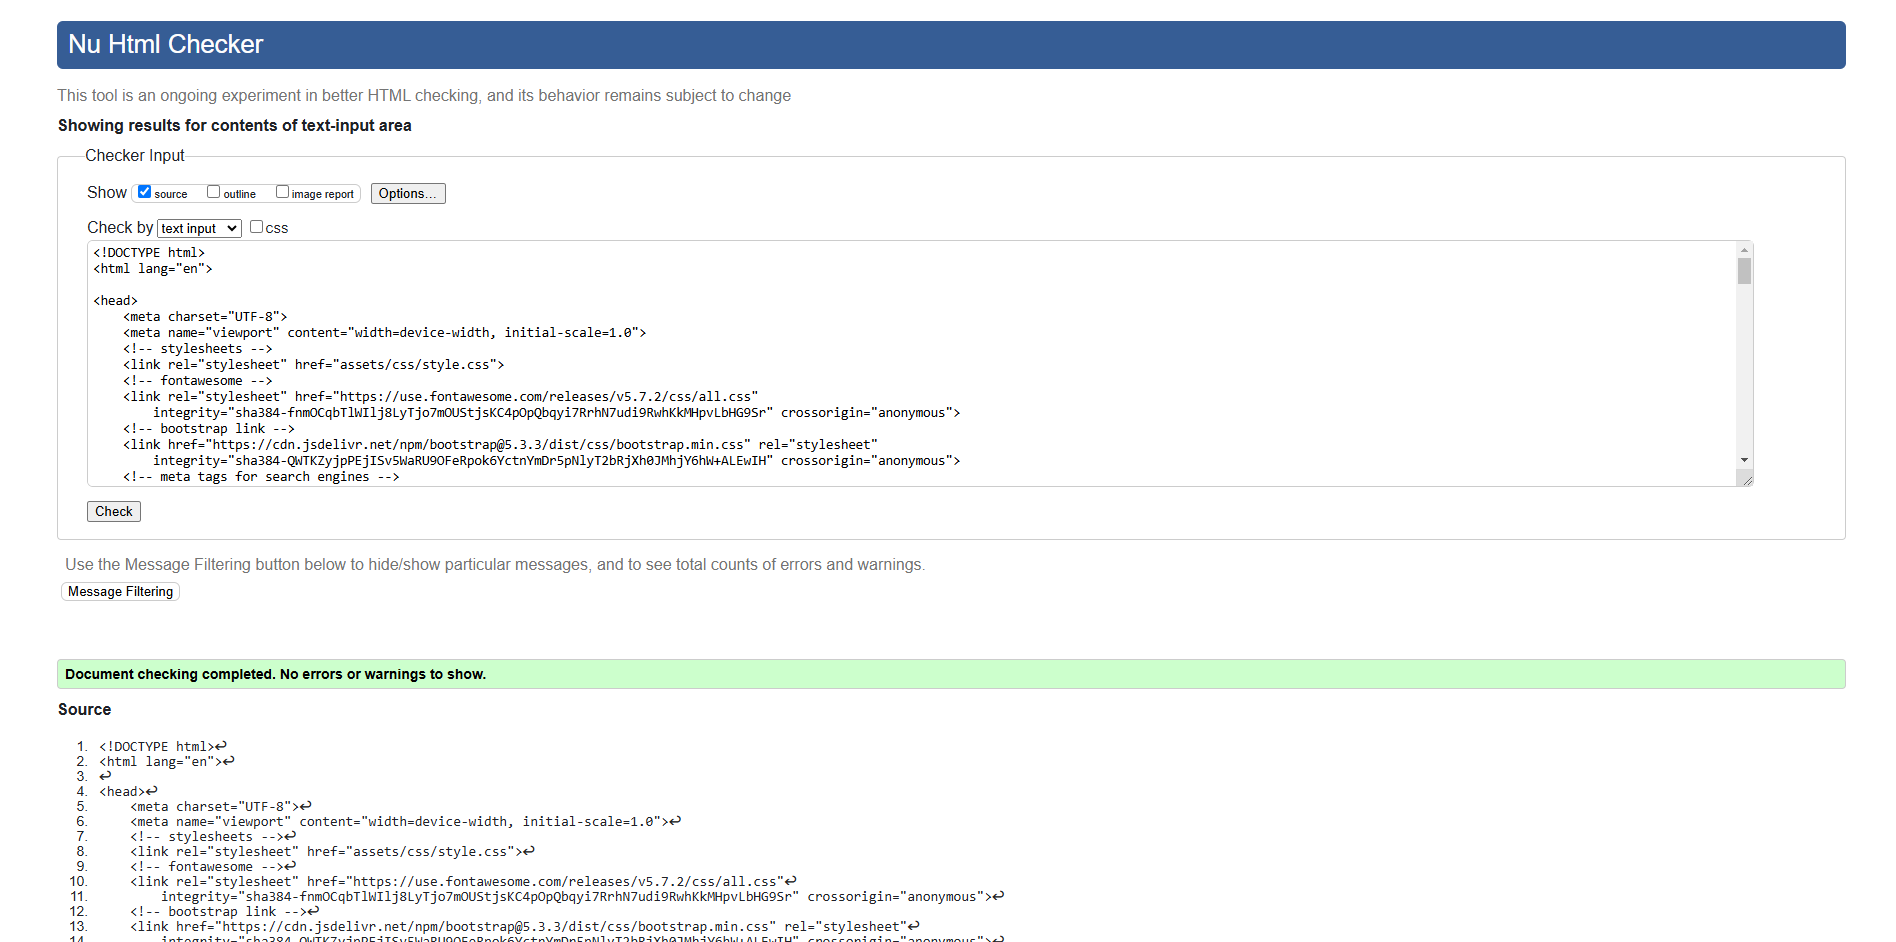 Nu Html Checker
This tool is an ongoing experiment in better HTML checking, and its behavior remains subject to change
Showing results for contents of text-input area
Checker Input
Show source outline image report Options...
Check by text input css
<!DOCTYPE html>
<html lang="en">
<head>
<meta charset="UTF-8">
<meta name="viewport" content="width=device-width, initial-scale=1.0">
<!-- stylesheets -->
<link rel="stylesheet" href="assets/css/style.css">
<!-- fontawesome -->
<link rel="stylesheet" href="https://use.fontawesome.com/releases/v5.7.2/css/all.css"
integrity="sha384-fnmOCqbTlWIlj8LyTjo7mOUStjsKC4pOpQbqyi7RrhN7udi9RwhKkMHpvLbHG9Sr" crossorigin="anonymous">
<!-- bootstrap link -->
<link href="https://cdn.jsdelivr.net/npm/bootstrap@5.3.3/dist/css/bootstrap.min.css" rel="stylesheet"
integrity="sha384-QWTKZyjpPEjISv5WaRU9OFeRpok6YctnYmDr5pNlyT2bRjXh0JMhjY6hW+ALEwIH" crossorigin="anonymous">
<!-- meta tags for search engines -->
Check
Use the Message Filtering button below to hide/show particular messages, and to see total counts of errors and warnings.
Message Filtering
Document checking completed. No errors or warnings to show.
Source
1. <!DOCTYPE html>↩
2. <html lang="en">↩
3. ↩
4. <head>↩
5. <meta charset="UTF-8">↩
6. <meta name="viewport" content="width=device-width, initial-scale=1.0">↩
7. <!-- stylesheets -->↩
8. <link rel="stylesheet" href="assets/css/style.css">↩
9. <!-- fontawesome -->↩
10. <link rel="stylesheet" href="https://use.fontawesome.com/releases/v5.7.2/css/all.css"↩
11. integrity="sha384-fnmOCqbTlWIlj8LyTjo7mOUStjsKC4pOpQbqyi7RrhN7udi9RwhKkMHpvLbHG9Sr" crossorigin="anonymous">↩
12. <!-- bootstrap link -->↩
13. <link href="https://cdn.jsdelivr.net/npm/bootstrap@5.3.3/dist/css/bootstrap.min.css" rel="stylesheet"↩
14. integrity="sha384-QWTKZyjpPEjISv5WaRU9OFeRpok6YctnYmDr5pNlyT2bRjXh0JMhjY6hW+ALEwIH" crossorigin="anonymous">↩